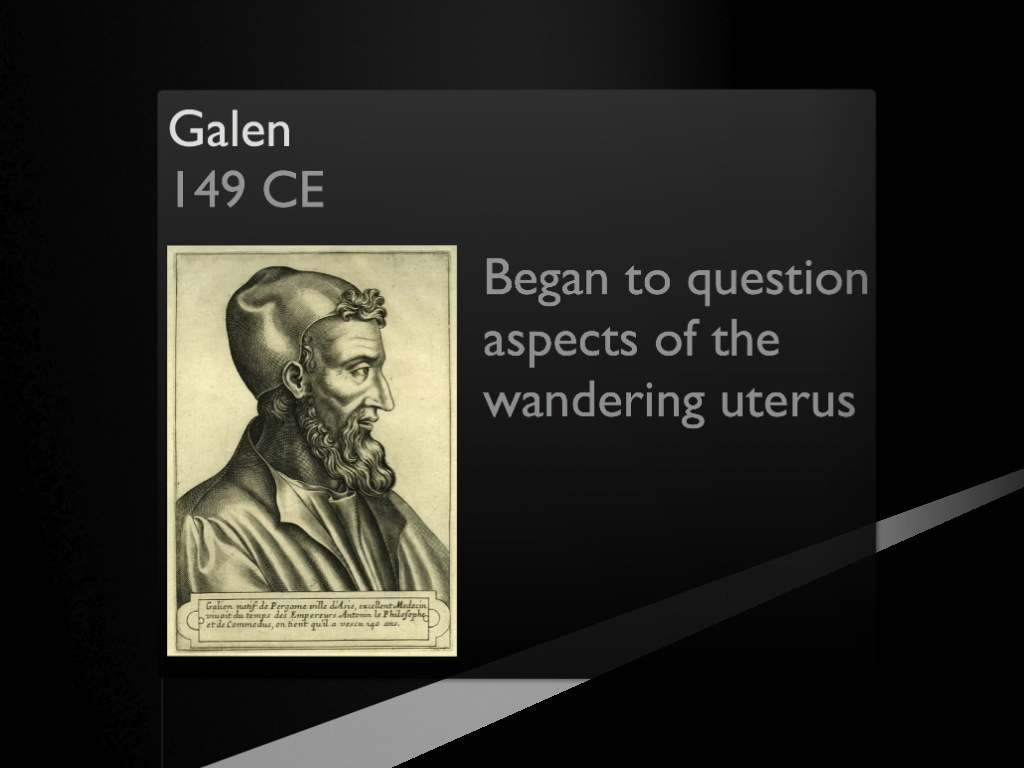 Galen
149 CE
Began to question
aspects of the
wandering uterus
Galien natif de Pergame ville d'Asie, excellent Medecin
vivoit du temps des Empereurs Antonin le Philosophe
et de Commodus, on tient qu'il a vescu 140 ans.